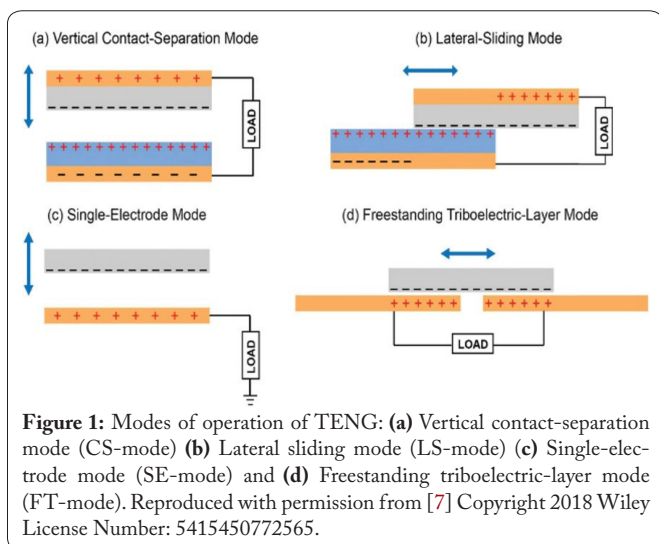 (a) Vertical Contact-Separation Mode
+ + + + + + + +
LOAD
+ + + + + + + + + + + + +
(b) Lateral-Sliding Mode
+ + + + + + +
LOAD
+ + + + + + + + + + + + +
(c) Single-Electrode Mode
+ + + + + + + +
LOAD
(d) Freestanding Triboelectric-Layer Mode
+ + + + + + + + + + + +
LOAD
Figure 1: Modes of operation of TENG: (a) Vertical contact-separation
mode (CS-mode) (b) Lateral sliding mode (LS-mode) (c) Single-elec-
trode mode (SE-mode) and (d) Freestanding triboelectric-layer mode
(FT-mode). Reproduced with permission from [7] Copyright 2018 Wiley
License Number: 5415450772565.